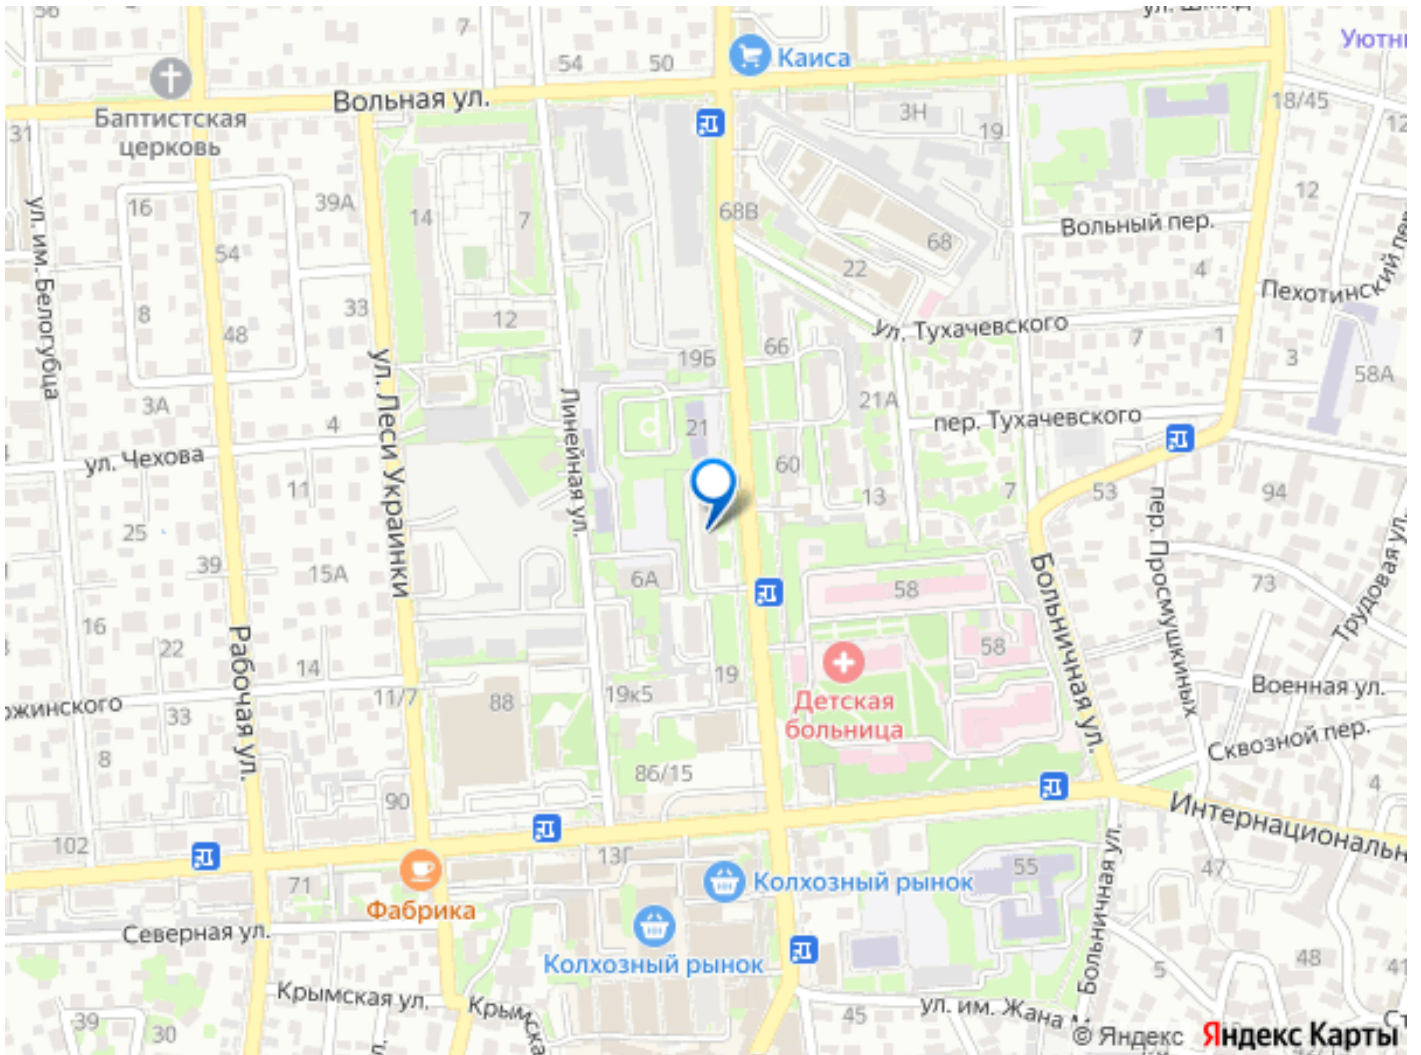 56
ул. Шмид
Уютн
Каиса
54
50
Вольная ул.
Баптистская
церковь
31
3Н
19
18/45
12
16
39А
14
7
68В
68
Вольный пер.
12
54
ул. им. Белогубца
22
4
Пехотинский пер.
8
33
12
ул. Тухачевского
7
1
48
19Б
66
3
58А
ул. Леси Украинки
3А
4
Линейная ул.
21А
пер. Тухачевского
21
ул. Чехова
60
11
13
7
53
94
25
пер. Просмушкиных
39
15А
6А
58
Больничная ул.
73
Трудовая ул.
16
22
Рабочая ул.
58
14
19
Детская
больница
11/7
88
19к5
Военная ул.
ожинского
33
8
Сквозной пер.
86/15
4
90
Интернациональн
102
13Г
71
Фабрика
Колхозный рынок
55
47
Больничная ул.
Северная ул.
Колхозный рынок
5
48
41
Крымская ул.
Крымска
39
30
л.
45
ул. им. Жана
Ст
© Яндекс Яндекс Карты